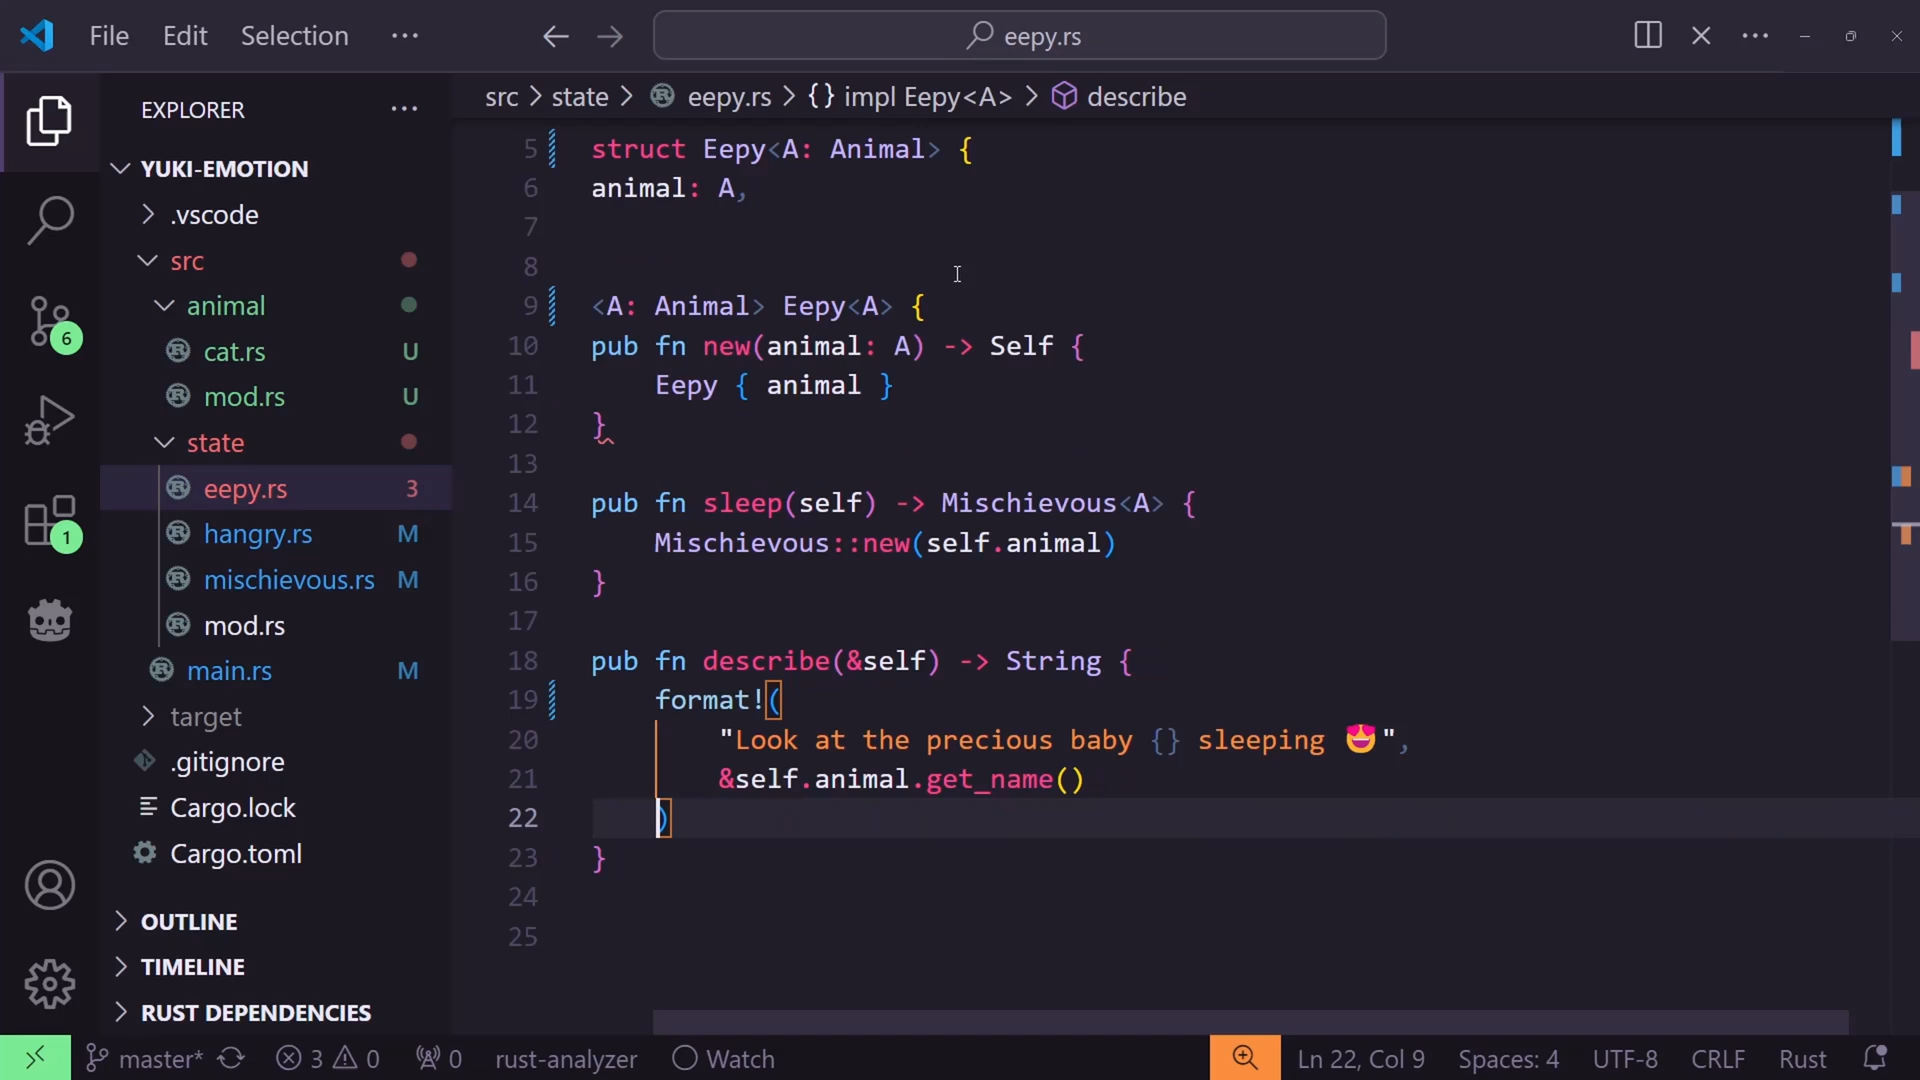 File Edit Selection ···
eepy.rs
EXPLORER ···
YUKI-EMOTION
.vscode
src
animal
cat.rs U
mod.rs U
state
eepy.rs 3
hangry.rs M
mischievous.rs M
mod.rs
main.rs M
target
.gitignore
Cargo.lock
Cargo.toml
OUTLINE
TIMELINE
RUST DEPENDENCIES
6
1
src > state > eepy.rs > {} impl Eepy<A> > describe
5 struct Eepy<A: Animal> {
6 animal: A,
7
8
9 <A: Animal> Eepy<A> {
10 pub fn new(animal: A) -> Self {
11     Eepy { animal }
12 }
13
14 pub fn sleep(self) -> Mischievous<A> {
15     Mischievous::new(self.animal)
16 }
17
18 pub fn describe(&self) -> String {
19     format!(
20         "Look at the precious baby {} sleeping 😍",
21         &self.animal.get_name()
22     )
23 }
24
25
master* 3 0 0 rust-analyzer Watch Ln 22, Col 9 Spaces: 4 UTF-8 CRLF Rust